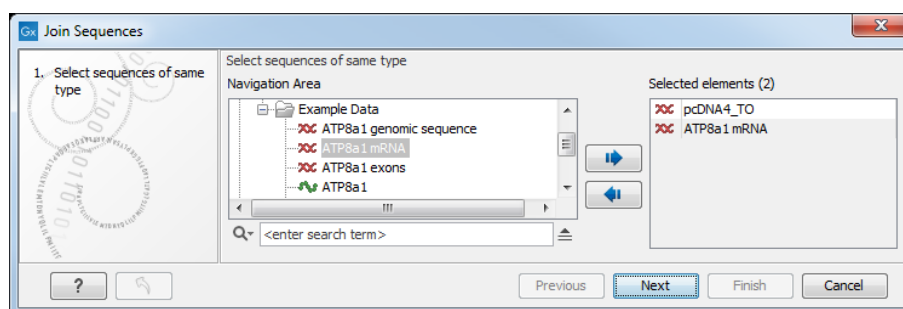 Gx Join Sequences
1. Select sequences of same
type
Select sequences of same type
Navigation Area
Example Data
ATP8a1 genomic sequence
ATP8a1 mRNA
ATP8a1 exons
ATP8a1
<enter search term>
Selected elements (2)
pcDNA4_TO
ATP8a1 mRNA
?
Previous
Next
Finish
Cancel